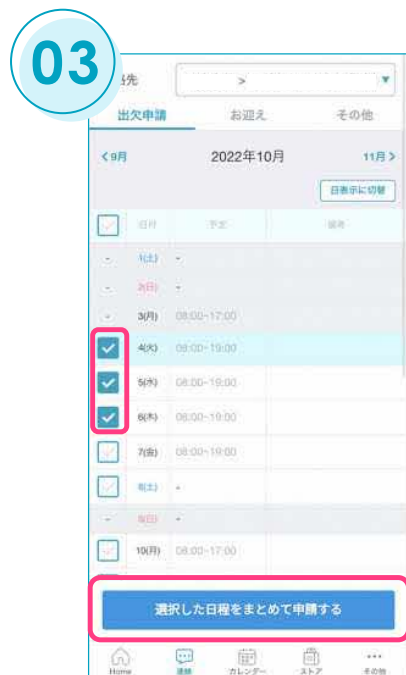 03
絡先
>
▼
出欠申請 お迎え その他
<9月 2022年10月 11月>
日表示に切替
日付 予定 備考
- 1(土) -
- 2(日) -
- 3(月) 08:00~17:00
4(火) 08:00~19:00
5(水) 08:00~19:00
6(木) 08:00~19:00
7(金) 08:00~19:00
8(土) -
- 9(日) -
10(月) 08:00~17:00
選択した日程をまとめて申請する
Home 連絡 カレンダー ストア その他